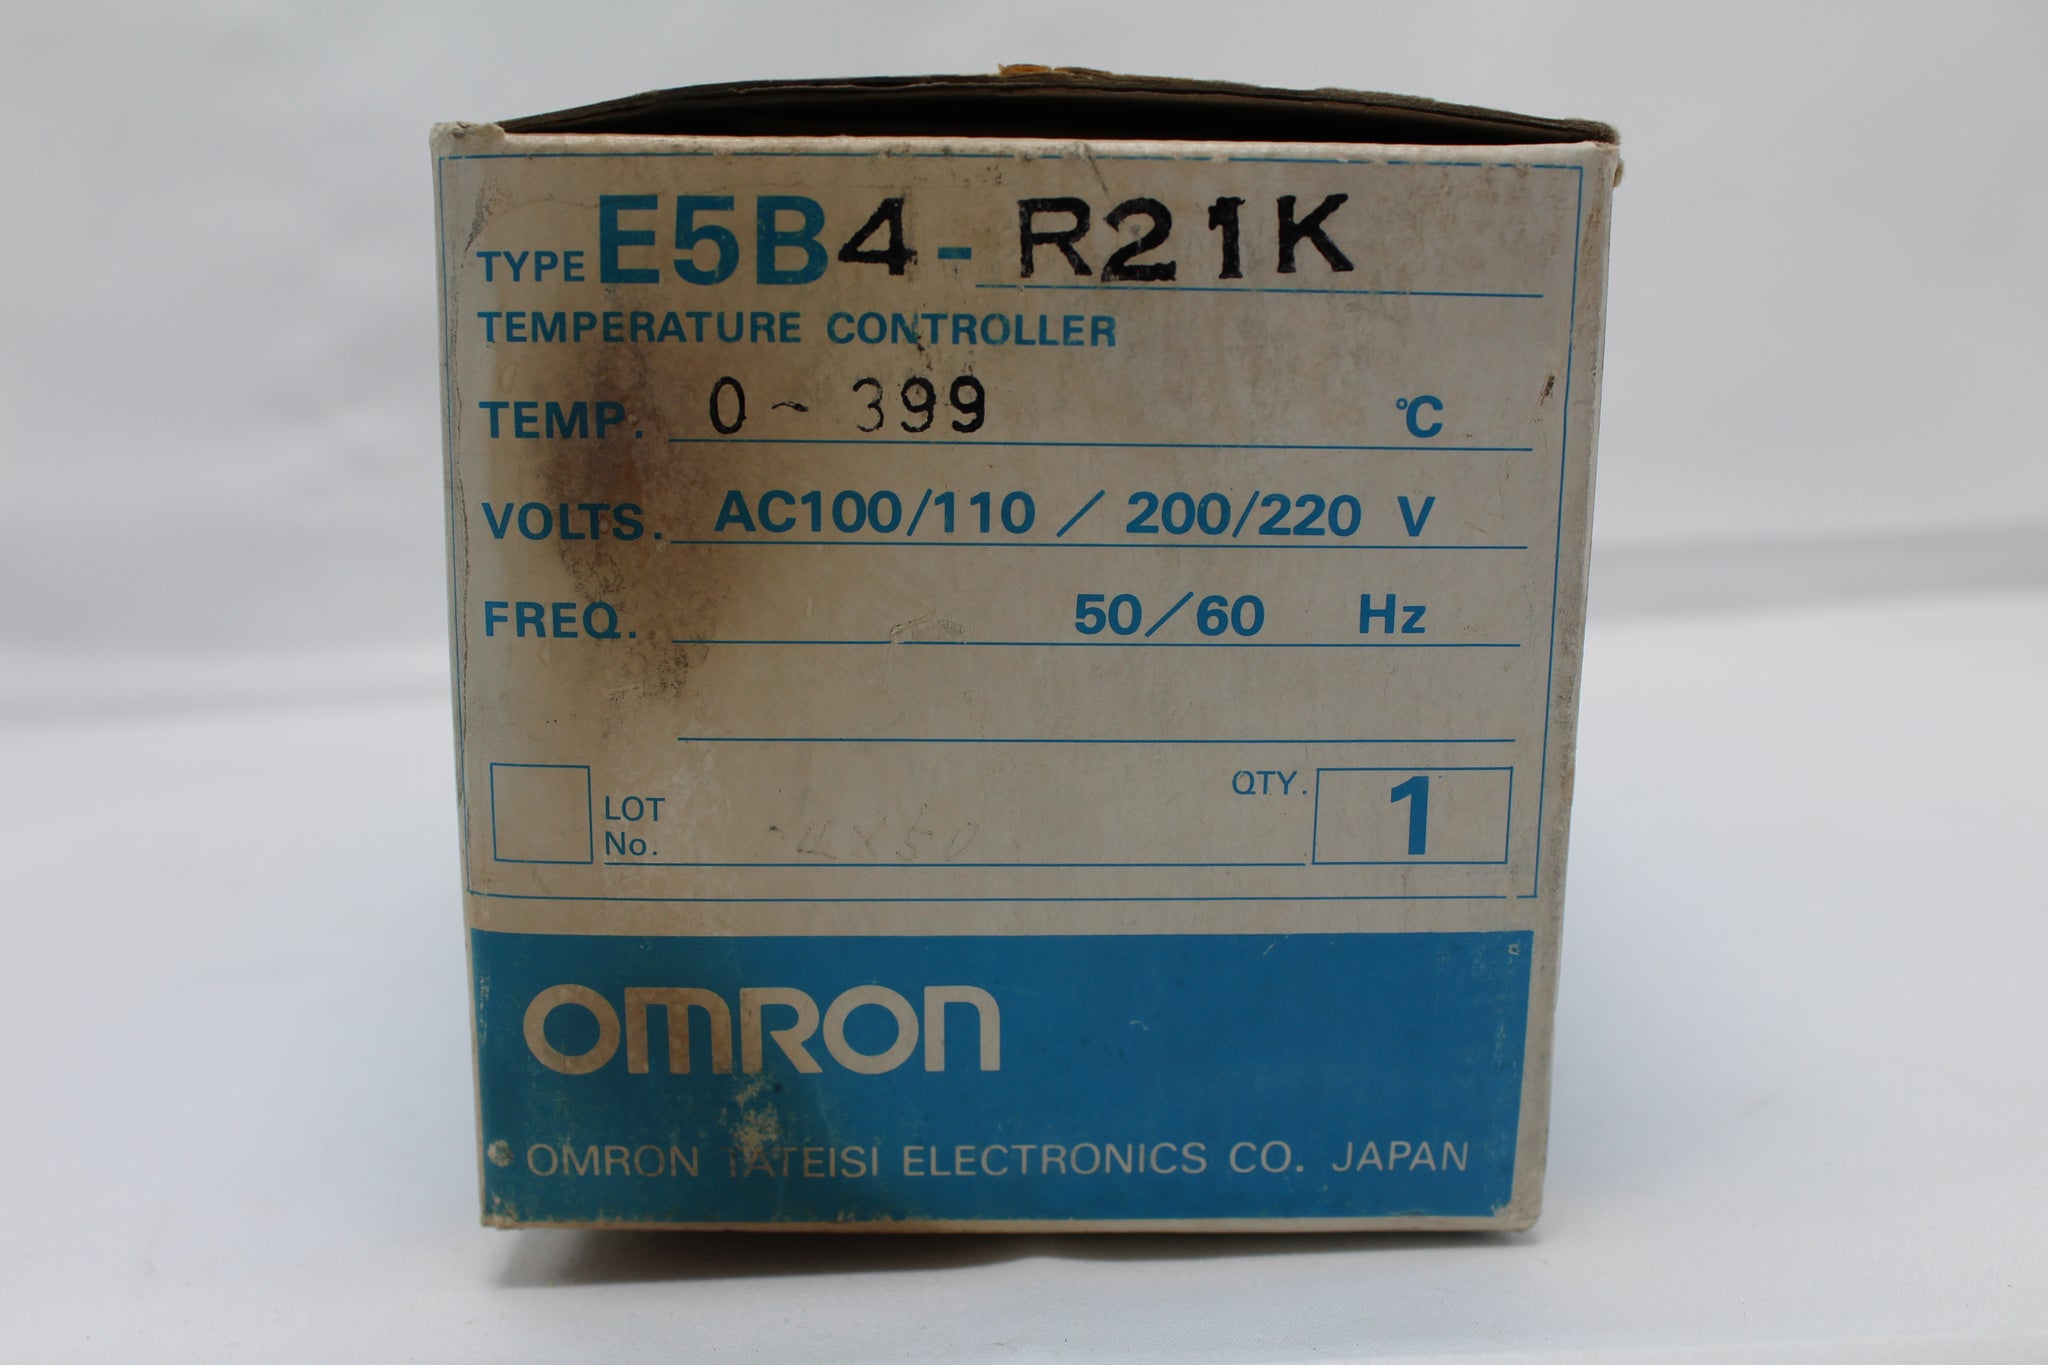 TYPE E5B4-R21K
TEMPERATURE CONTROLLER
TEMP. 0~399 °C
VOLTS. AC100/110 / 200/220 V
FREQ. 50/60 Hz
LOT No.
QTY. 1
OMRON
OMRON TATEISI ELECTRONICS CO. JAPAN